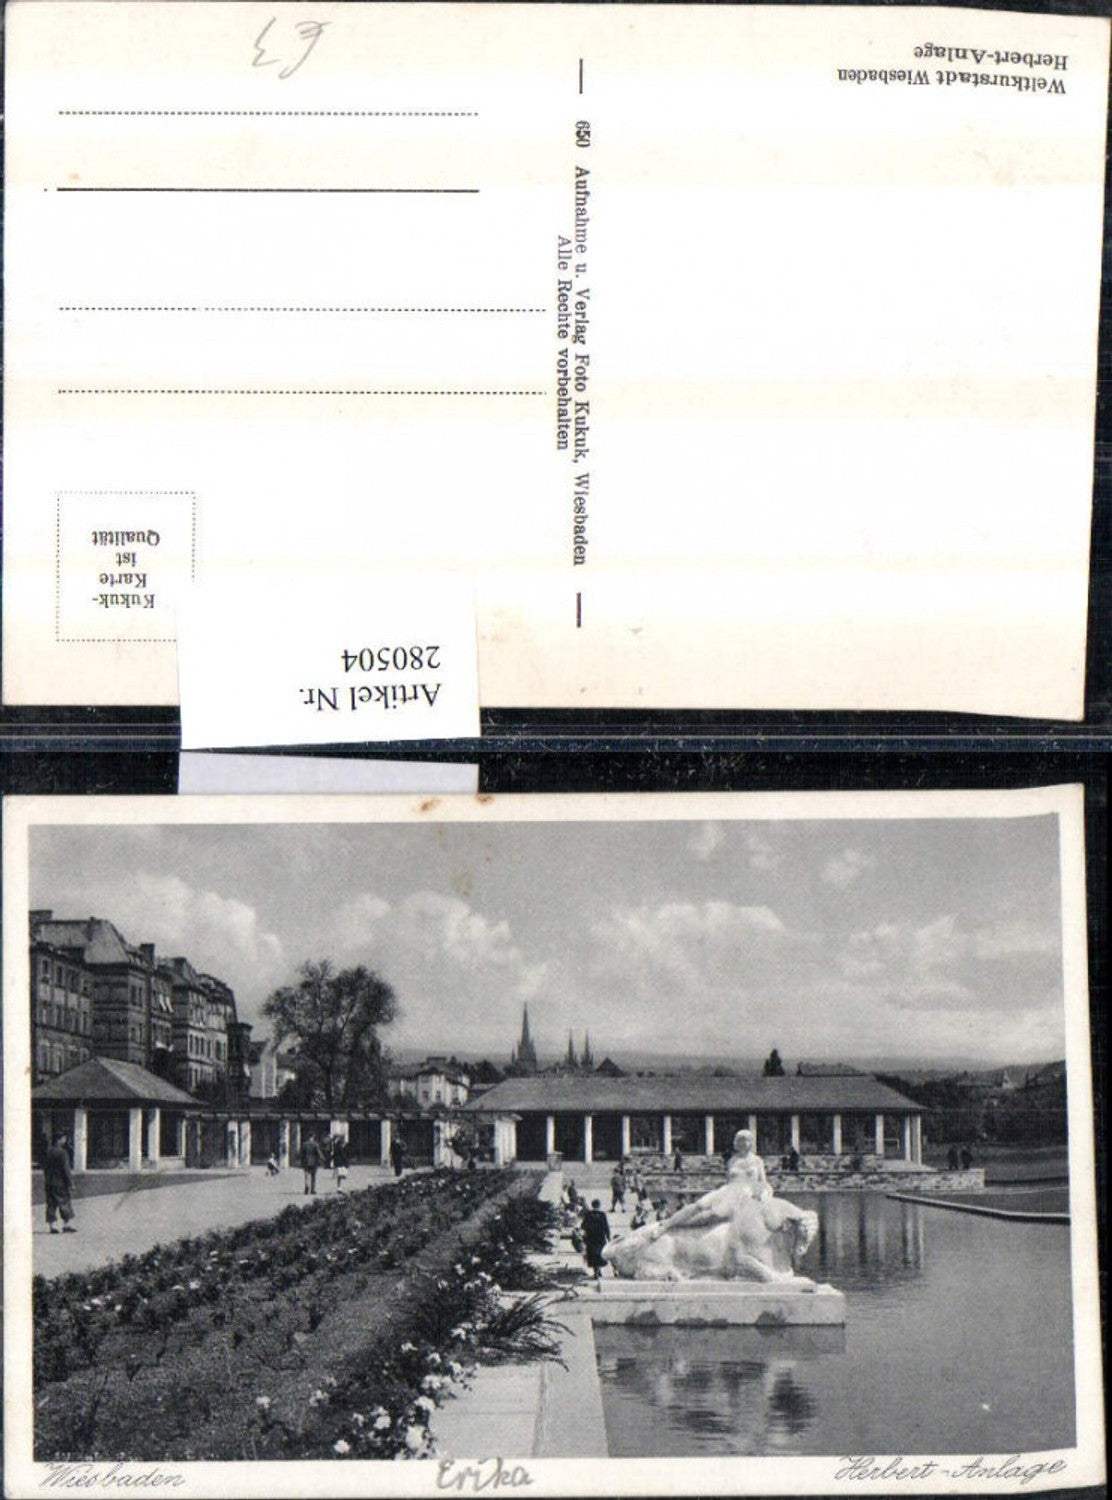 Weltkurstadt Wiesbaden
Herbert-Anlage
650 Aufnahme u. Verlag Foto Kukuk, Wiesbaden
Alle Rechte vorbehalten
Kukuk-
Karte
ist
Qualität
Artikel Nr.
280504
Wiesbaden
Erika
Herbert-Anlage